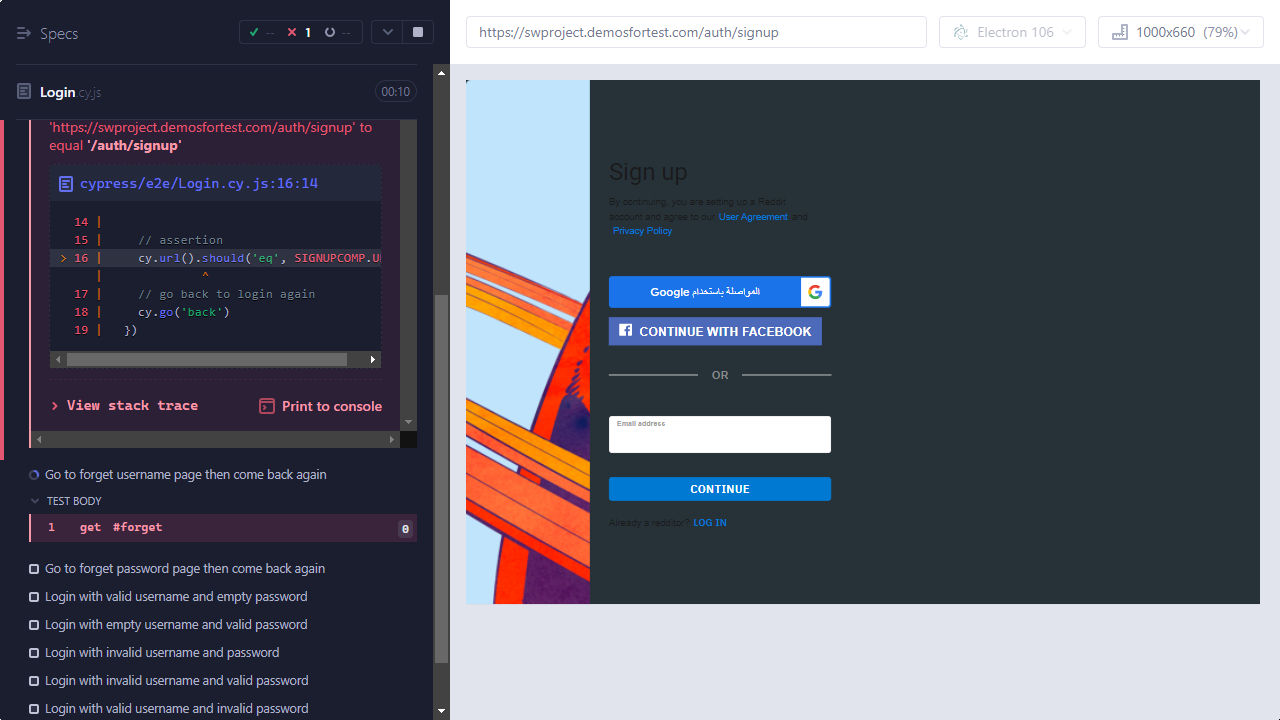 Specs
-- 1 --
Login.cy.js 00:10
'https://swproject.demosfortest.com/auth/signup' to
equal '/auth/signup'
cypress/e2e/Login.cy.js:16:14
14 |
15 | // assertion
> 16 | cy.url().should('eq', SIGNUPCOMP.U
| ^
17 | // go back to login again
18 | cy.go('back')
19 | })
View stack trace
Print to console
Go to forget username page then come back again
TEST BODY
1 get #forget 0
Go to forget password page then come back again
Login with valid username and empty password
Login with empty username and valid password
Login with invalid username and password
Login with invalid username and valid password
Login with valid username and invalid password
https://swproject.demosfortest.com/auth/signup
Electron 106
1000x660 (79%)
Sign up
By continuing, you are setting up a Reddit
account and agree to our User Agreement and
Privacy Policy
المواصلة باستخدام Google
CONTINUE WITH FACEBOOK
OR
Email address
CONTINUE
Already a redditor? LOG IN